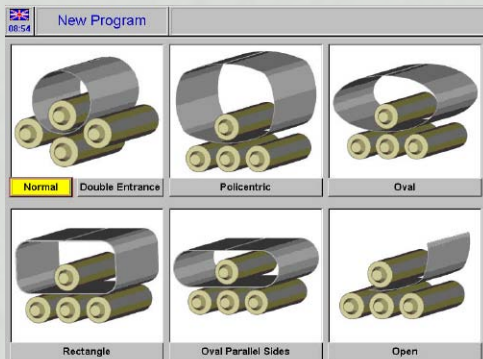 New Program
08:54
Normal
Double Entrance
Policentric
Oval
Rectangle
Oval Parallel Sides
Open